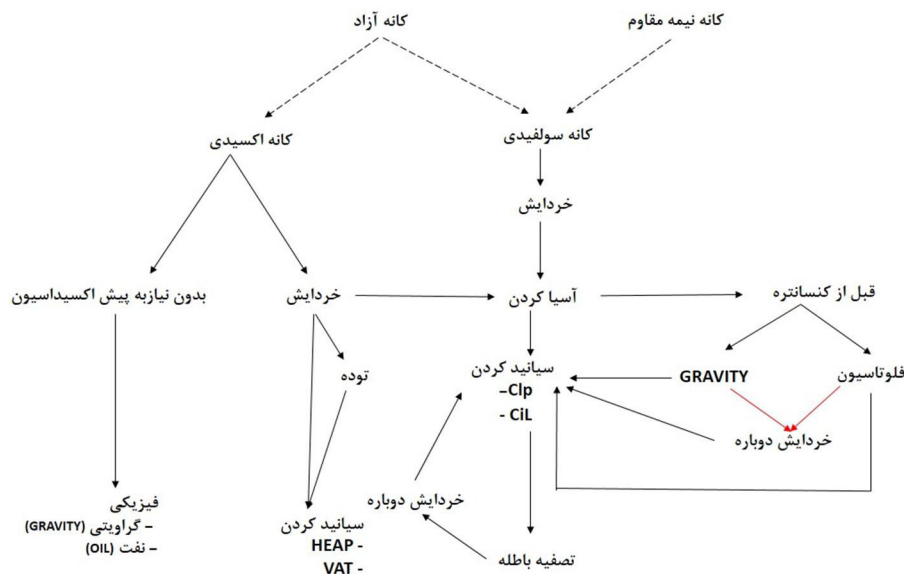 کانه آزاد
کانه نیمه مقاوم
کانه اکسیدی
کانه سولفیدی
خردایش
بدون نیازبه پیش اکسیداسیون
خردایش
آسیا کردن
قبل از کنسانتره
توده
سیانید کردن
–Clp
- CiL
GRAVITY
فلوتاسیون
خردایش دوباره
خردایش دوباره
فیزیکی
– گراویتی (GRAVITY)
– نفت (OIL)
سیانید کردن
HEAP -
VAT -
تصفیه باطله